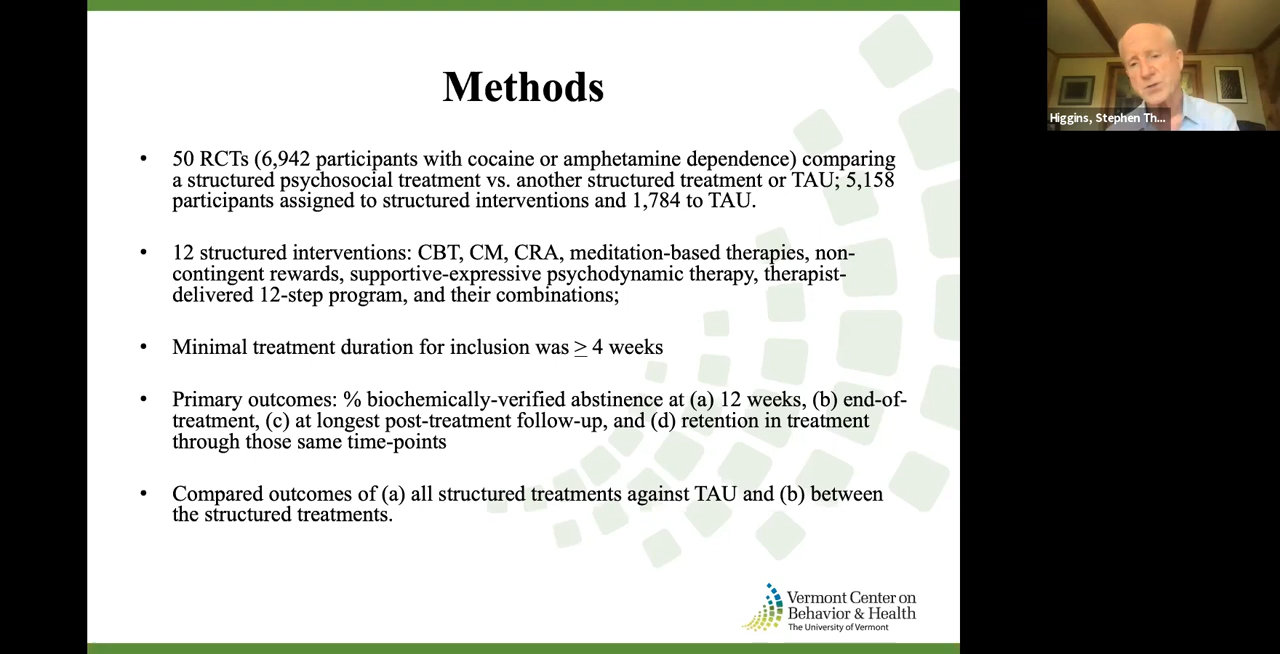 Methods
• 50 RCTs (6,942 participants with cocaine or amphetamine dependence) comparing
a structured psychosocial treatment vs. another structured treatment or TAU; 5,158
participants assigned to structured interventions and 1,784 to TAU.
• 12 structured interventions: CBT, CM, CRA, meditation-based therapies, non-
contingent rewards, supportive-expressive psychodynamic therapy, therapist-
delivered 12-step program, and their combinations;
• Minimal treatment duration for inclusion was ≥ 4 weeks
• Primary outcomes: % biochemically-verified abstinence at (a) 12 weeks, (b) end-of-
treatment, (c) at longest post-treatment follow-up, and (d) retention in treatment
through those same time-points
• Compared outcomes of (a) all structured treatments against TAU and (b) between
the structured treatments.
Vermont Center on
Behavior & Health
The University of Vermont
Higgins, Stephen Th...